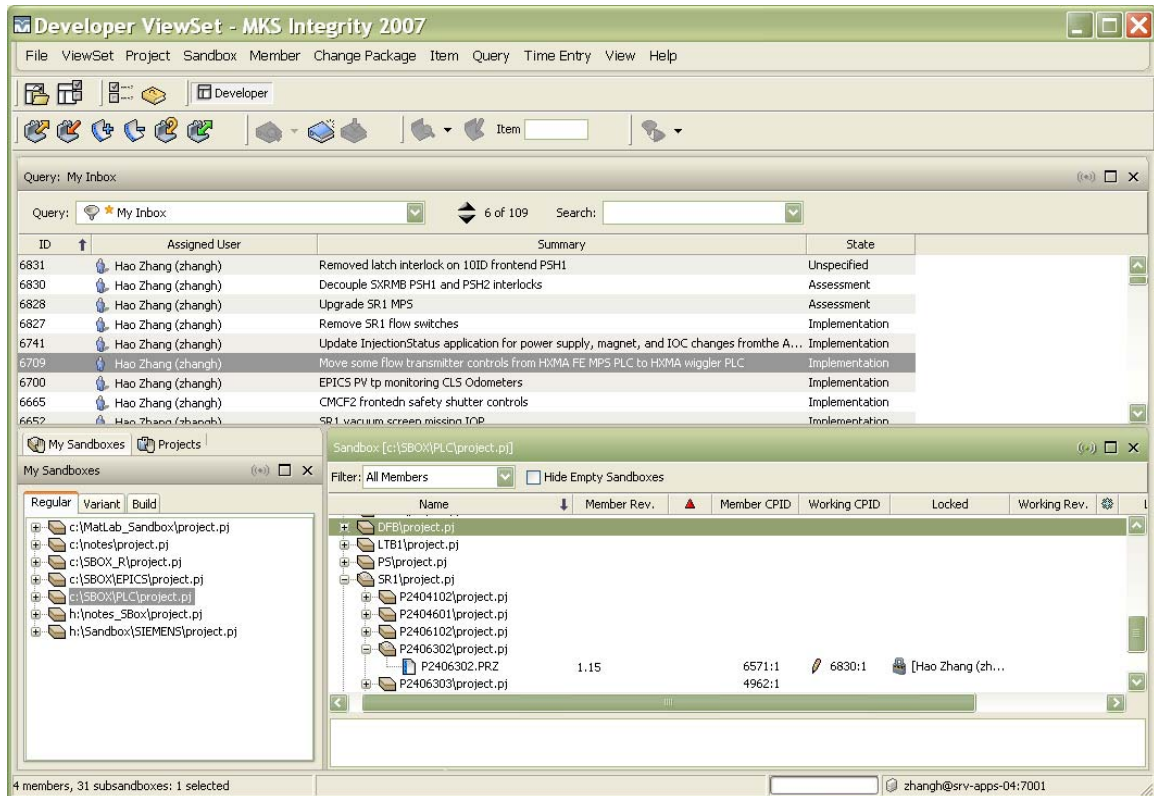 Developer ViewSet - MKS Integrity 2007
File ViewSet Project Sandbox Member Change Package Item Query Time Entry View Help
Developer
Item
Query: My Inbox
Query: My Inbox 6 of 109 Search:
ID Assigned User Summary State
6831 Hao Zhang (zhangh) Removed latch interlock on 10ID frontend PSH1 Unspecified
6830 Hao Zhang (zhangh) Decouple SXRMB PSH1 and PSH2 interlocks Assessment
6828 Hao Zhang (zhangh) Upgrade SR1 MPS Assessment
6827 Hao Zhang (zhangh) Remove SR1 flow switches Implementation
6741 Hao Zhang (zhangh) Update InjectionStatus application for power supply, magnet, and IOC changes fromthe A... Implementation
6709 Hao Zhang (zhangh) Move some flow transmitter controls from HXMA FE MPS PLC to HXMA wiggler PLC Implementation
6700 Hao Zhang (zhangh) EPICS PV tp monitoring CLS Odometers Implementation
6665 Hao Zhang (zhangh) CMCF2 frontedn safety shutter controls Implementation
6652 Hao Zhang (zhangh) SR1 vacuum screen missing IOP Implementation
My Sandboxes Projects
My Sandboxes
Regular Variant Build
c:\MatLab_Sandbox\project.pj
c:\notes\project.pj
c:\SBOX_R\project.pj
c:\SBOX\EPICS\project.pj
c:\SBOX\PLC\project.pj
h:\notes_SBox\project.pj
h:\Sandbox\SIEMENS\project.pj
Sandbox [c:\SBOX\PLC\project.pj]
Filter: All Members Hide Empty Sandboxes
Name Member Rev. Member CPID Working CPID Locked Working Rev. L
DFB\project.pj
LTB1\project.pj
PS\project.pj
SR1\project.pj
P2404102\project.pj
P2404601\project.pj
P2406102\project.pj
P2406302\project.pj
P2406302.PRZ 1.15 6571:1 6830:1 [Hao Zhang (zh...
P2406303\project.pj 4962:1
4 members, 31 subsandboxes: 1 selected
zhangh@srv-apps-04:7001